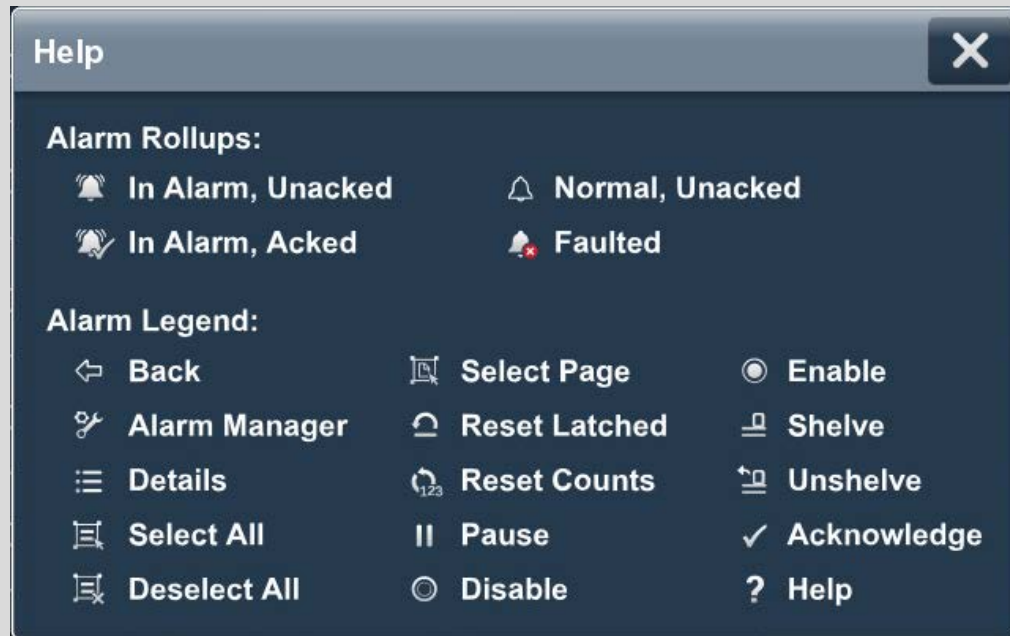 Help
Alarm Rollups:
In Alarm, Unacked Normal, Unacked
In Alarm, Acked Faulted
Alarm Legend:
Back Select Page Enable
Alarm Manager Reset Latched Shelve
Details 123 Reset Counts Unshelve
Select All Pause Acknowledge
Deselect All Disable ? Help